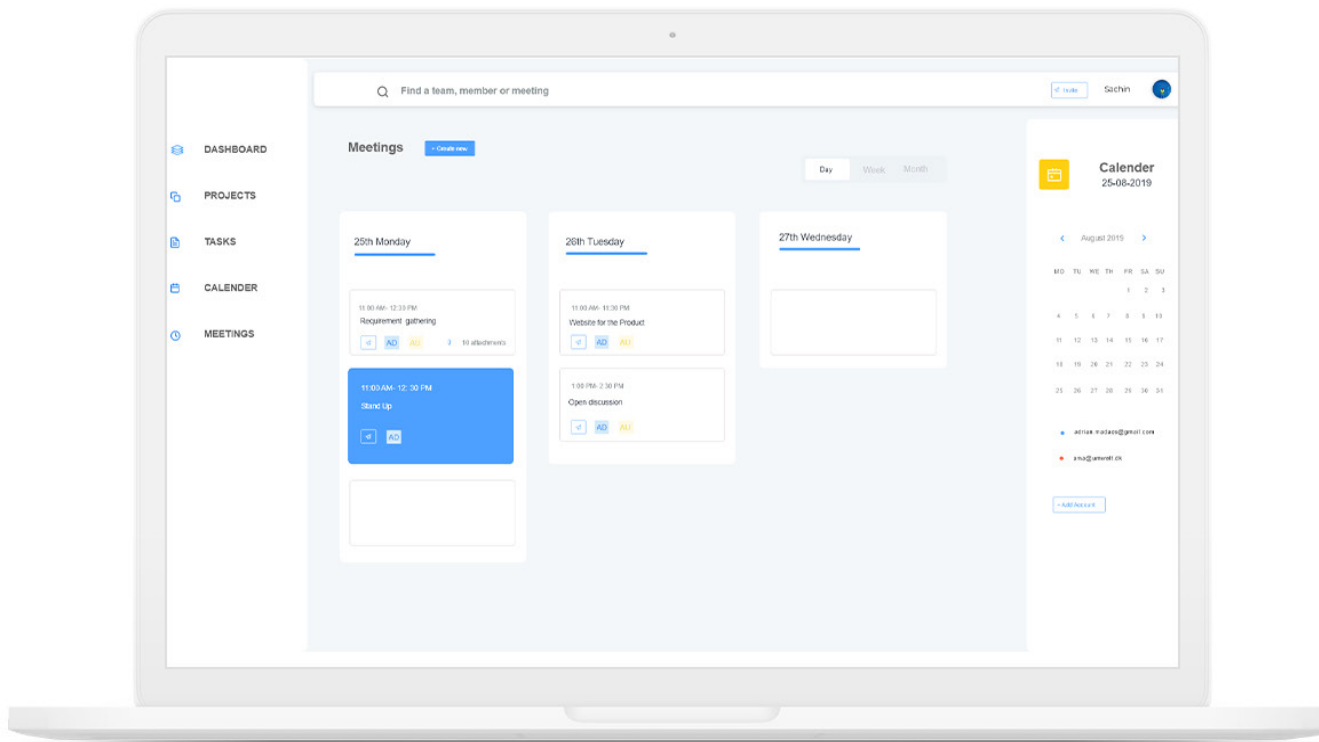 Find a team, member or meeting
Invite
Sachin
DASHBOARD
PROJECTS
TASKS
CALENDER
MEETINGS
Meetings
+ Create new
Day
Week
Month
25th Monday
11:00 AM- 12:30 PM
Requirement gathering
AD
AU
3
10 attachments
11:00 AM- 12: 30 PM
Stand Up
AD
26th Tuesday
11:00 AM- 11:30 PM
Website for the Product
AD
AU
1:00 PM- 2:30 PM
Open discussion
AD
AU
27th Wednesday
Calender
25-08-2019
August 2019
MO TU WE TH FR SA SU
1 2 3
4 5 6 7 8 9 10
11 12 13 14 15 16 17
18 19 20 21 22 23 24
25 26 27 28 29 30 31
+ Add Account